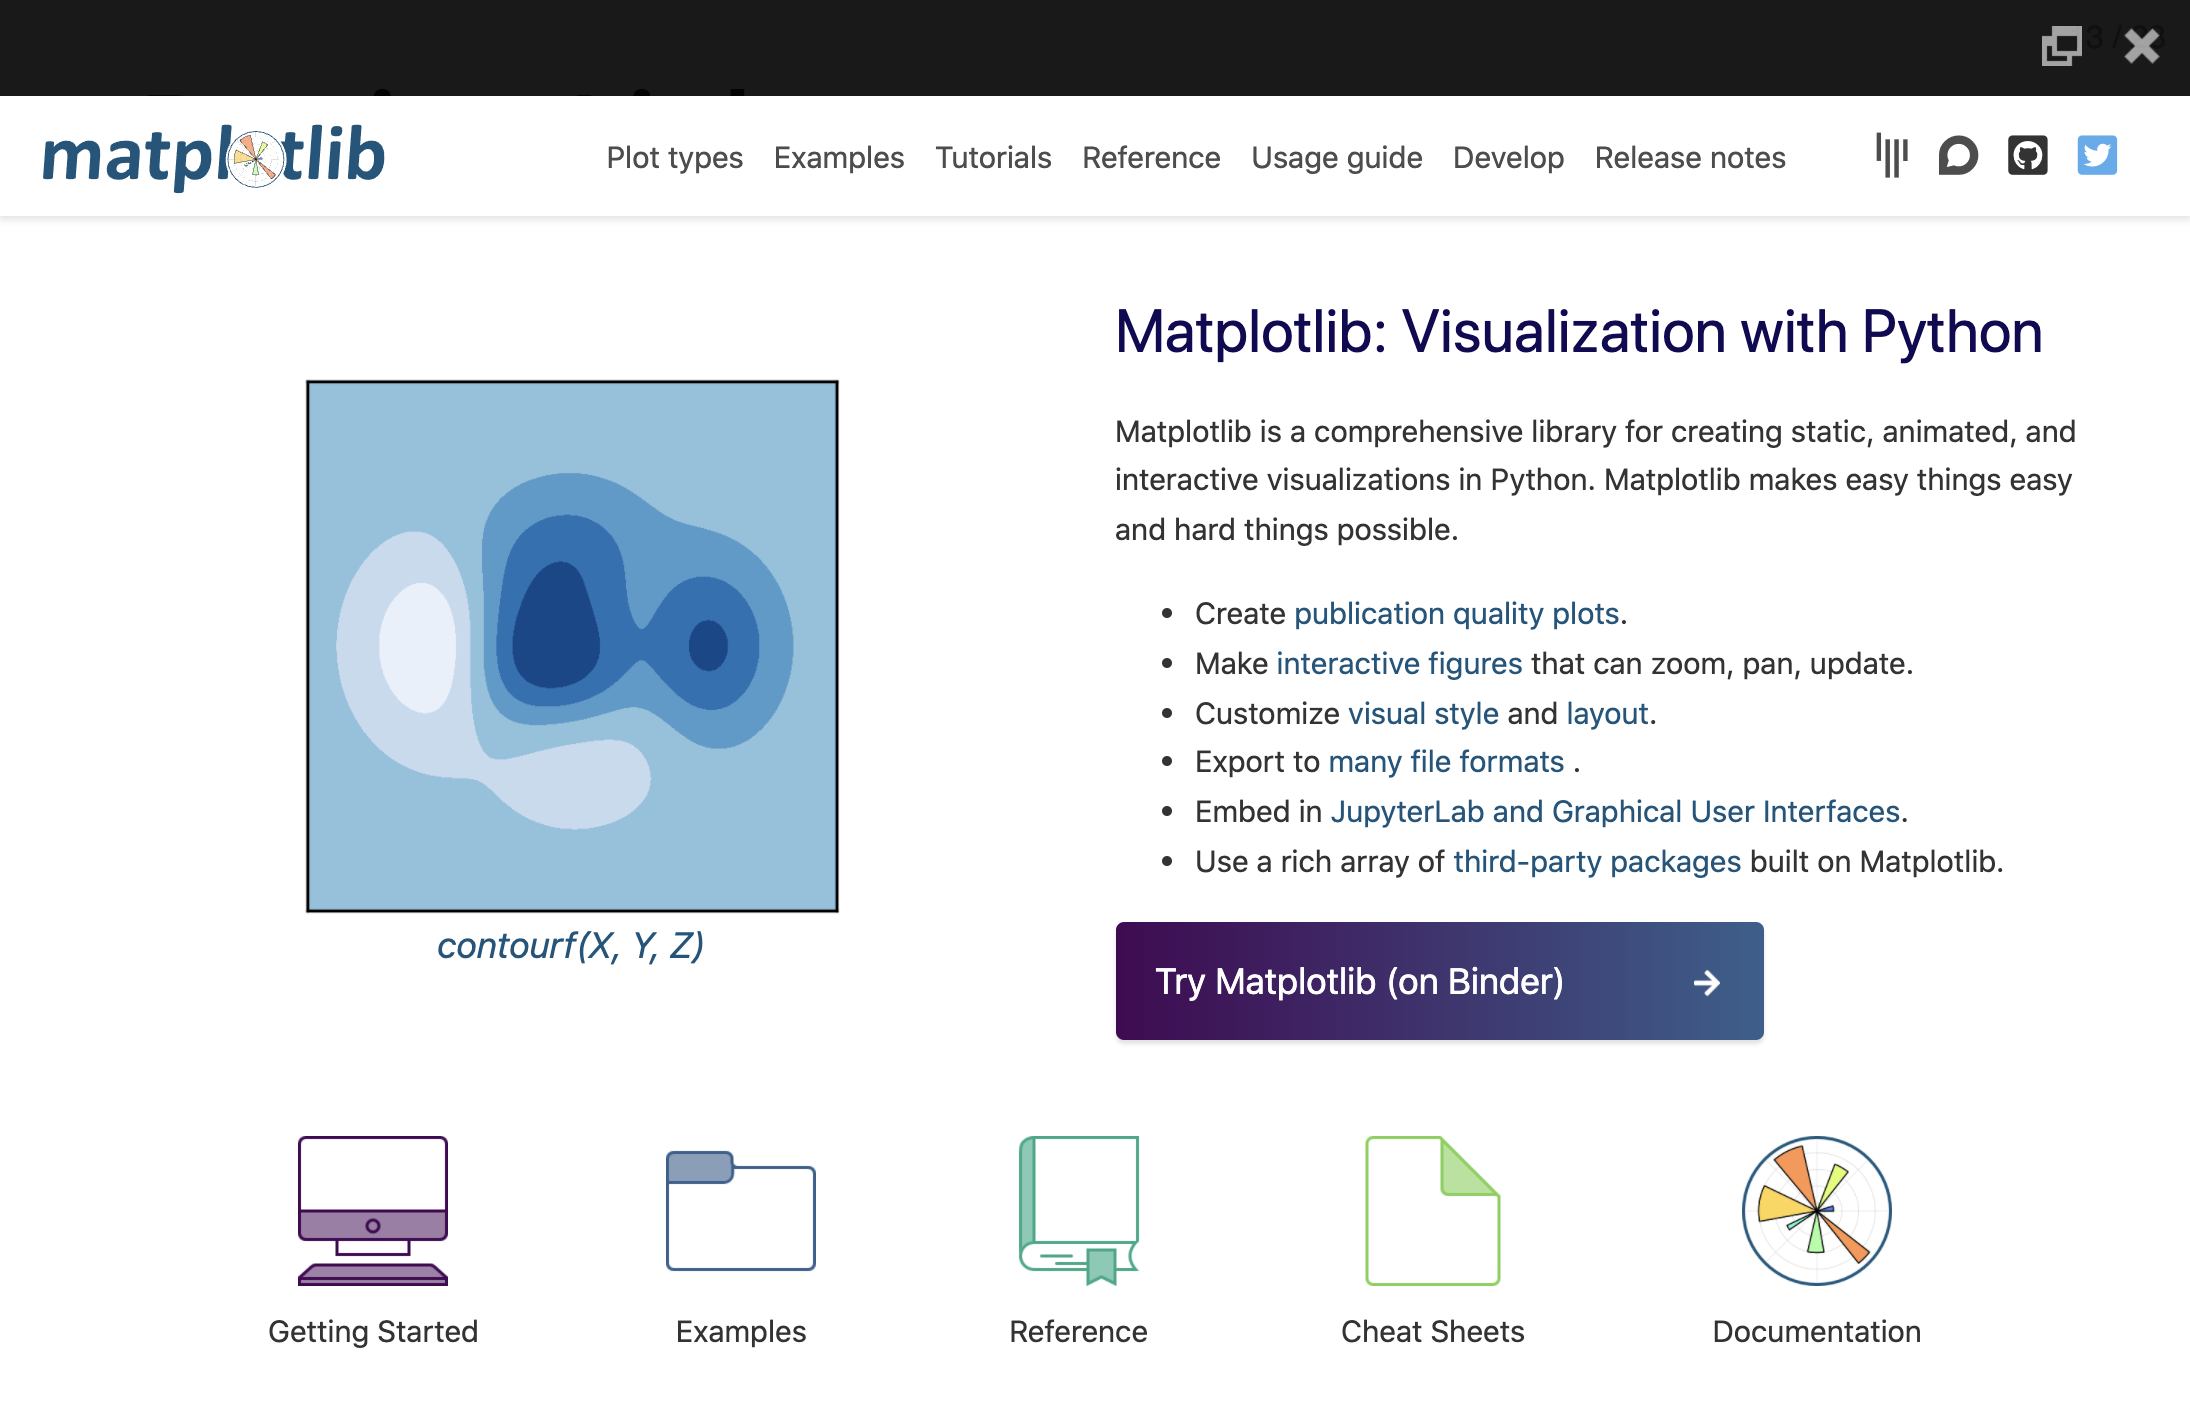 matplotlib
Plot types Examples Tutorials Reference Usage guide Develop Release notes
Matplotlib: Visualization with Python
Matplotlib is a comprehensive library for creating static, animated, and
interactive visualizations in Python. Matplotlib makes easy things easy
and hard things possible.
• Create publication quality plots.
• Make interactive figures that can zoom, pan, update.
• Customize visual style and layout.
• Export to many file formats .
• Embed in JupyterLab and Graphical User Interfaces.
• Use a rich array of third-party packages built on Matplotlib.
contourf(X, Y, Z)
Try Matplotlib (on Binder)
Getting Started Examples Reference Cheat Sheets Documentation